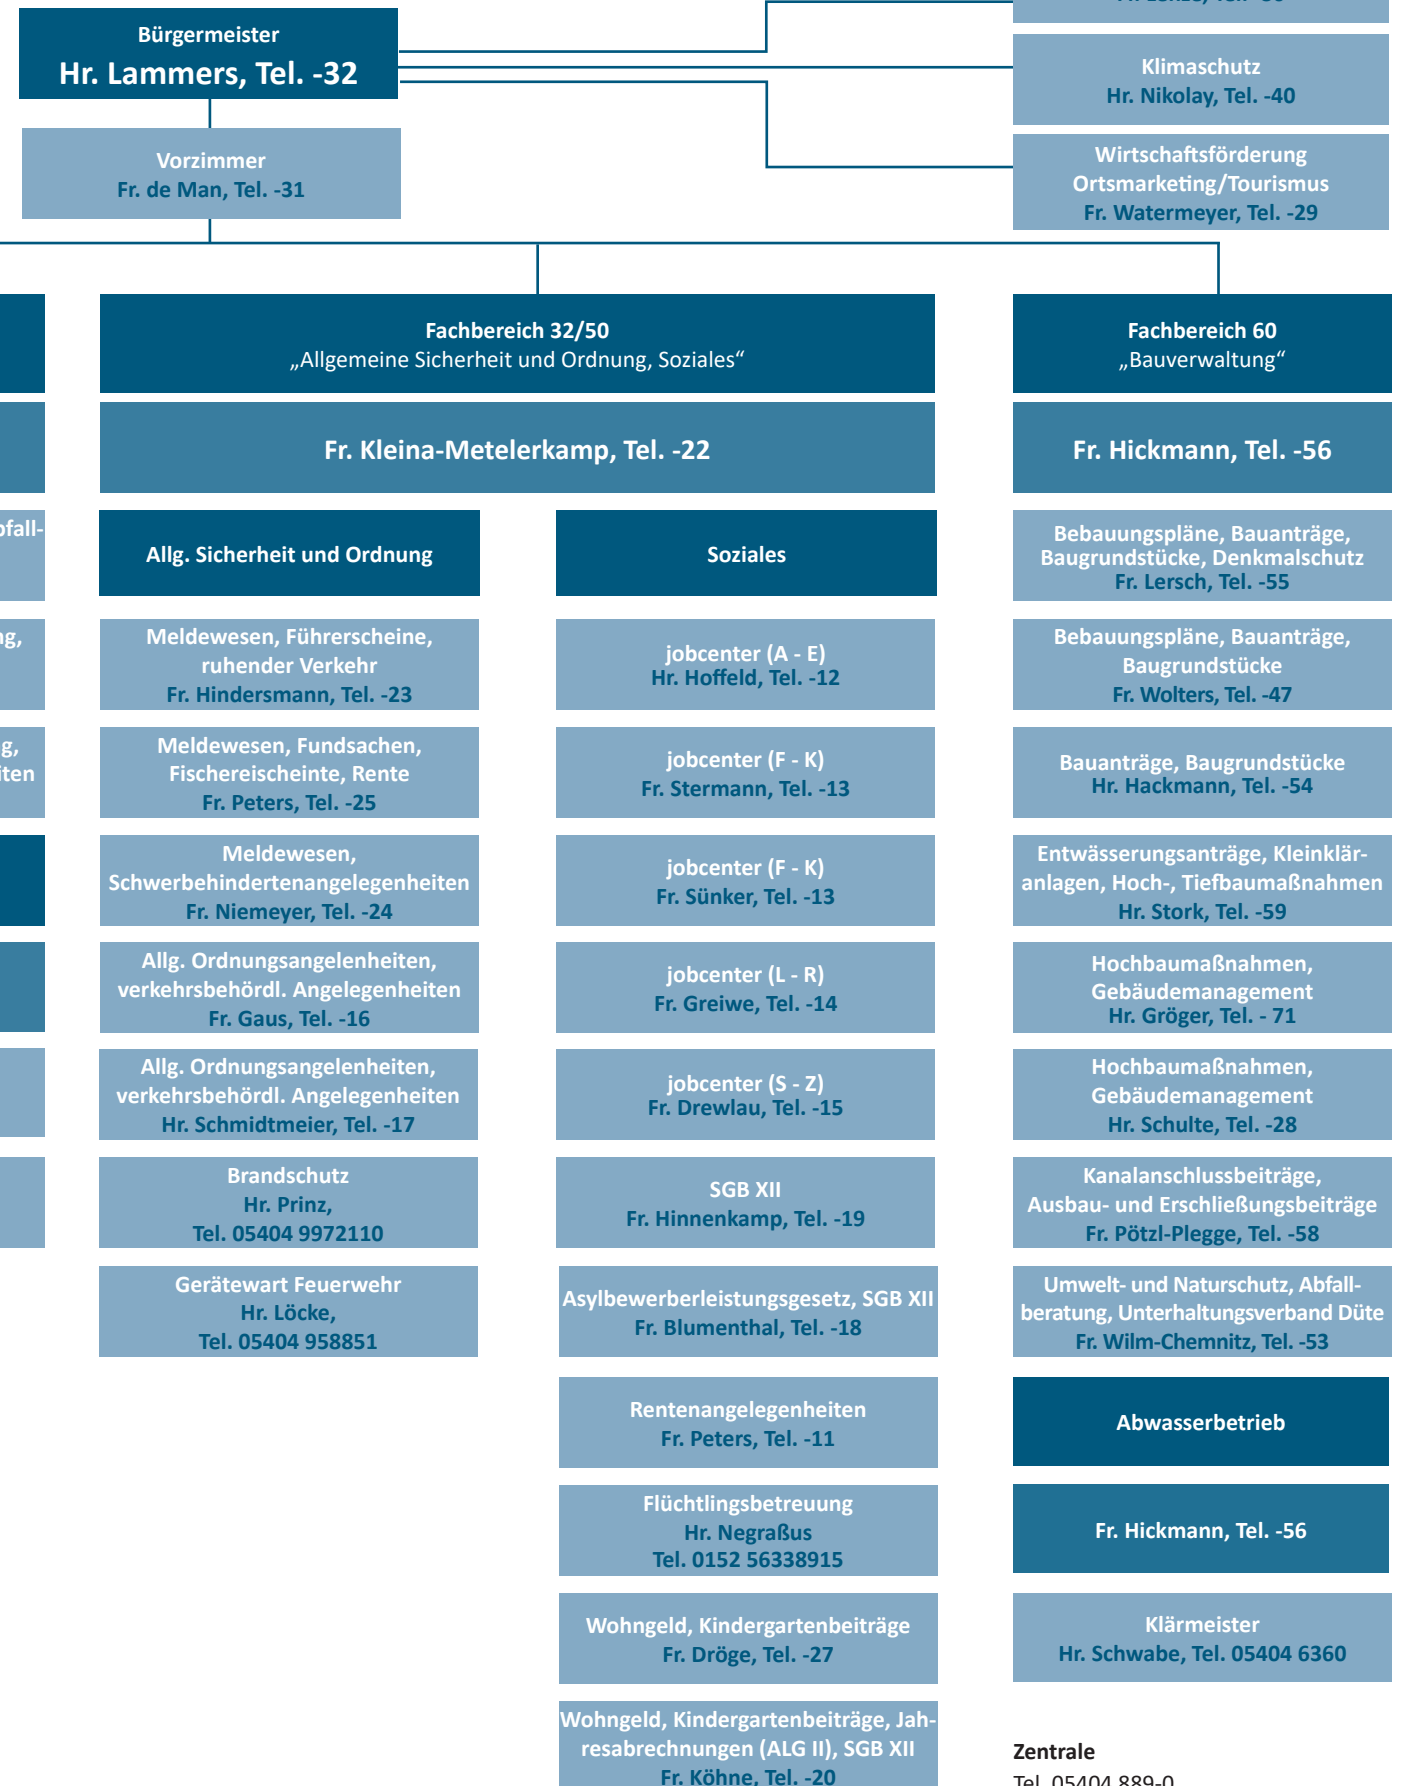 Bürgermeister
Hr. Lammers, Tel. -32
Vorzimmer
Fr. de Man, Tel. -31
Klimaschutz
Hr. Nikolay, Tel. -40
Wirtschaftsförderung
Ortsmarketing/Tourismus
Fr. Watermeyer, Tel. -29
Fachbereich 32/50
„Allgemeine Sicherheit und Ordnung, Soziales“
Fr. Kleina-Metelerkamp, Tel. -22
Allg. Sicherheit und Ordnung
Meldewesen, Führerscheine,
ruhender Verkehr
Fr. Hindersmann, Tel. -23
Meldewesen, Fundsachen,
Fischereischeinte, Rente
Fr. Peters, Tel. -25
Meldewesen,
Schwerbehindertenangelegenheiten
Fr. Niemeyer, Tel. -24
Allg. Ordnungsangelenheiten,
verkehrsbehördl. Angelegenheiten
Fr. Gaus, Tel. -16
Allg. Ordnungsangelenheiten,
verkehrsbehördl. Angelegenheiten
Hr. Schmidtmeier, Tel. -17
Brandschutz
Hr. Prinz,
Tel. 05404 9972110
Gerätewart Feuerwehr
Hr. Löcke,
Tel. 05404 958851
Soziales
jobcenter (A - E)
Hr. Hoffeld, Tel. -12
jobcenter (F - K)
Fr. Stermann, Tel. -13
jobcenter (F - K)
Fr. Sünker, Tel. -13
jobcenter (L - R)
Fr. Greiwe, Tel. -14
jobcenter (S - Z)
Fr. Drewlau, Tel. -15
SGB XII
Fr. Hinnenkamp, Tel. -19
Asylbewerberleistungsgesetz, SGB XII
Fr. Blumenthal, Tel. -18
Rentenangelegenheiten
Fr. Peters, Tel. -11
Flüchtlingsbetreuung
Hr. Negraßus
Tel. 0152 56338915
Wohngeld, Kindergartenbeiträge
Fr. Dröge, Tel. -27
Wohngeld, Kindergartenbeiträge, Jah-
resabrechnungen (ALG II), SGB XII
Fr. Köhne, Tel. -20
Fachbereich 60
„Bauverwaltung“
Fr. Hickmann, Tel. -56
Bebauungspläne, Bauanträge,
Baugrundstücke, Denkmalschutz
Fr. Lersch, Tel. -55
Bebauungspläne, Bauanträge,
Baugrundstücke
Fr. Wolters, Tel. -47
Bauanträge, Baugrundstücke
Hr. Hackmann, Tel. -54
Entwässerungsanträge, Kleinklär-
anlagen, Hoch-, Tiefbaumaßnahmen
Hr. Stork, Tel. -59
Hochbaumaßnahmen,
Gebäudemanagement
Hr. Gröger, Tel. - 71
Hochbaumaßnahmen,
Gebäudemanagement
Hr. Schulte, Tel. -28
Kanalanschlussbeiträge,
Ausbau- und Erschließungsbeiträge
Fr. Pötzl-Plegge, Tel. -58
Umwelt- und Naturschutz, Abfall-
beratung, Unterhaltungsverband Düte
Fr. Wilm-Chemnitz, Tel. -53
Abwasserbetrieb
Fr. Hickmann, Tel. -56
Klärmeister
Hr. Schwabe, Tel. 05404 6360
Zentrale
Tel. 05404 889-0